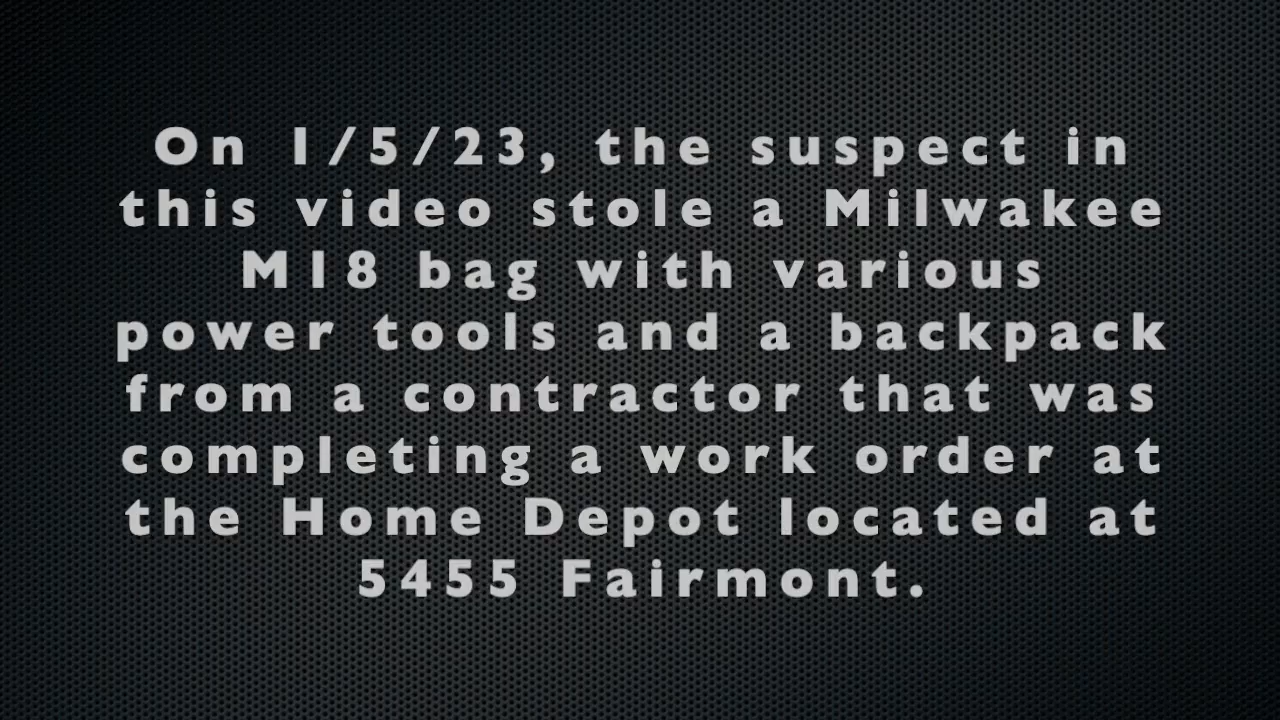 On 1/5/23, the suspect in
this video stole a Milwakee
M18 bag with various
power tools and a backpack
from a contractor that was
completing a work order at
the Home Depot located at
5455 Fairmont.